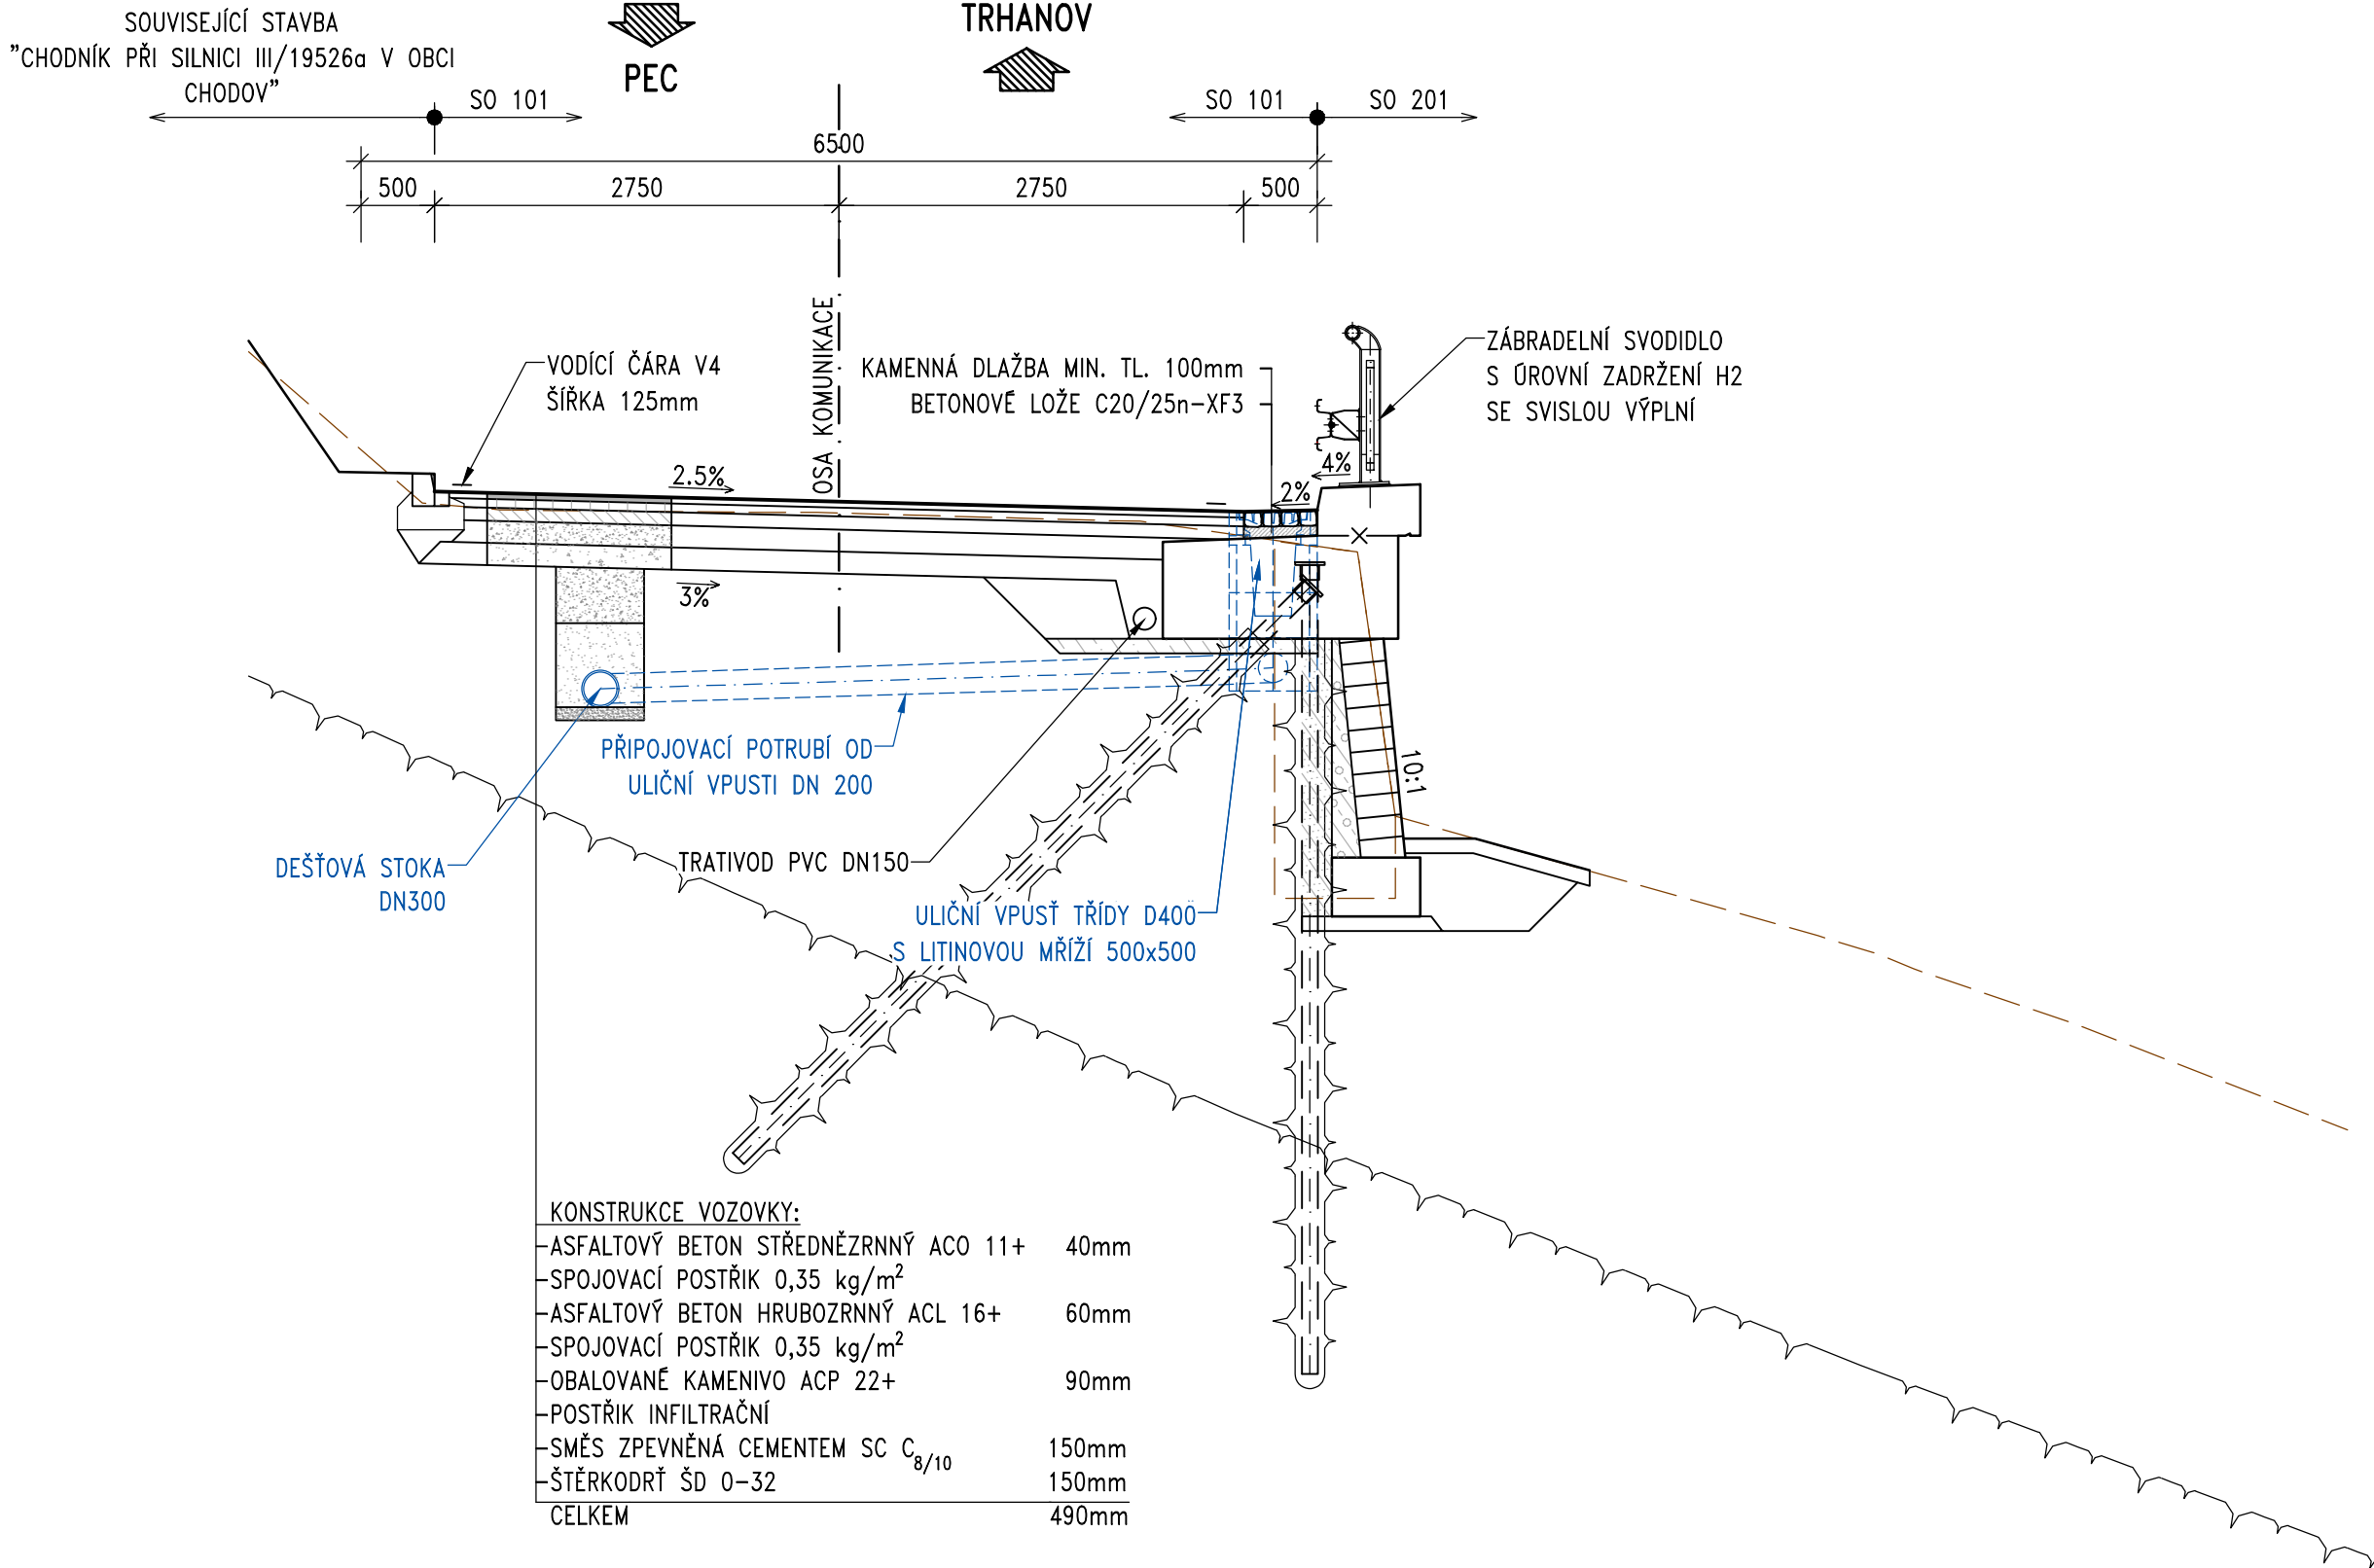 SOUVISEJÍCÍ STAVBA
"CHODNÍK PŘI SILNICI III/19526a V OBCI
CHODOV"
PEC
TRHANOV
SO 101
SO 101
SO 201
6500
500
2750
2750
500
OSA KOMUNIKACE
VODÍCÍ ČÁRA V4
ŠÍŘKA 125mm
KAMENNÁ DLAŽBA MIN. TL. 100mm
BETONOVÉ LOŽE C20/25n-XF3
ZÁBRADELNÍ SVODIDLO
S ÚROVNÍ ZADRŽENÍ H2
SE SVISLOU VÝPLNÍ
2.5%
4%
2%
3%
10:1
PŘIPOJOVACÍ POTRUBÍ OD
ULIČNÍ VPUSTI DN 200
DEŠŤOVÁ STOKA
DN300
TRATIVOD PVC DN150
ULIČNÍ VPUSŤ TŘÍDY D400
S LITINOVOU MŘÍŽÍ 500x500
KONSTRUKCE VOZOVKY:
ASFALTOVÝ BETON STŘEDNĚZRNNÝ ACO 11+ 40mm
SPOJOVACÍ POSTŘIK 0,35 kg/m²
ASFALTOVÝ BETON HRUBOZRNNÝ ACL 16+ 60mm
SPOJOVACÍ POSTŘIK 0,35 kg/m²
OBALOVANÉ KAMENIVO ACP 22+ 90mm
POSTŘIK INFILTRAČNÍ
SMĚS ZPEVNĚNÁ CEMENTEM SC C8/10 150mm
ŠTĚRKODRŤ ŠD 0-32 150mm
CELKEM 490mm